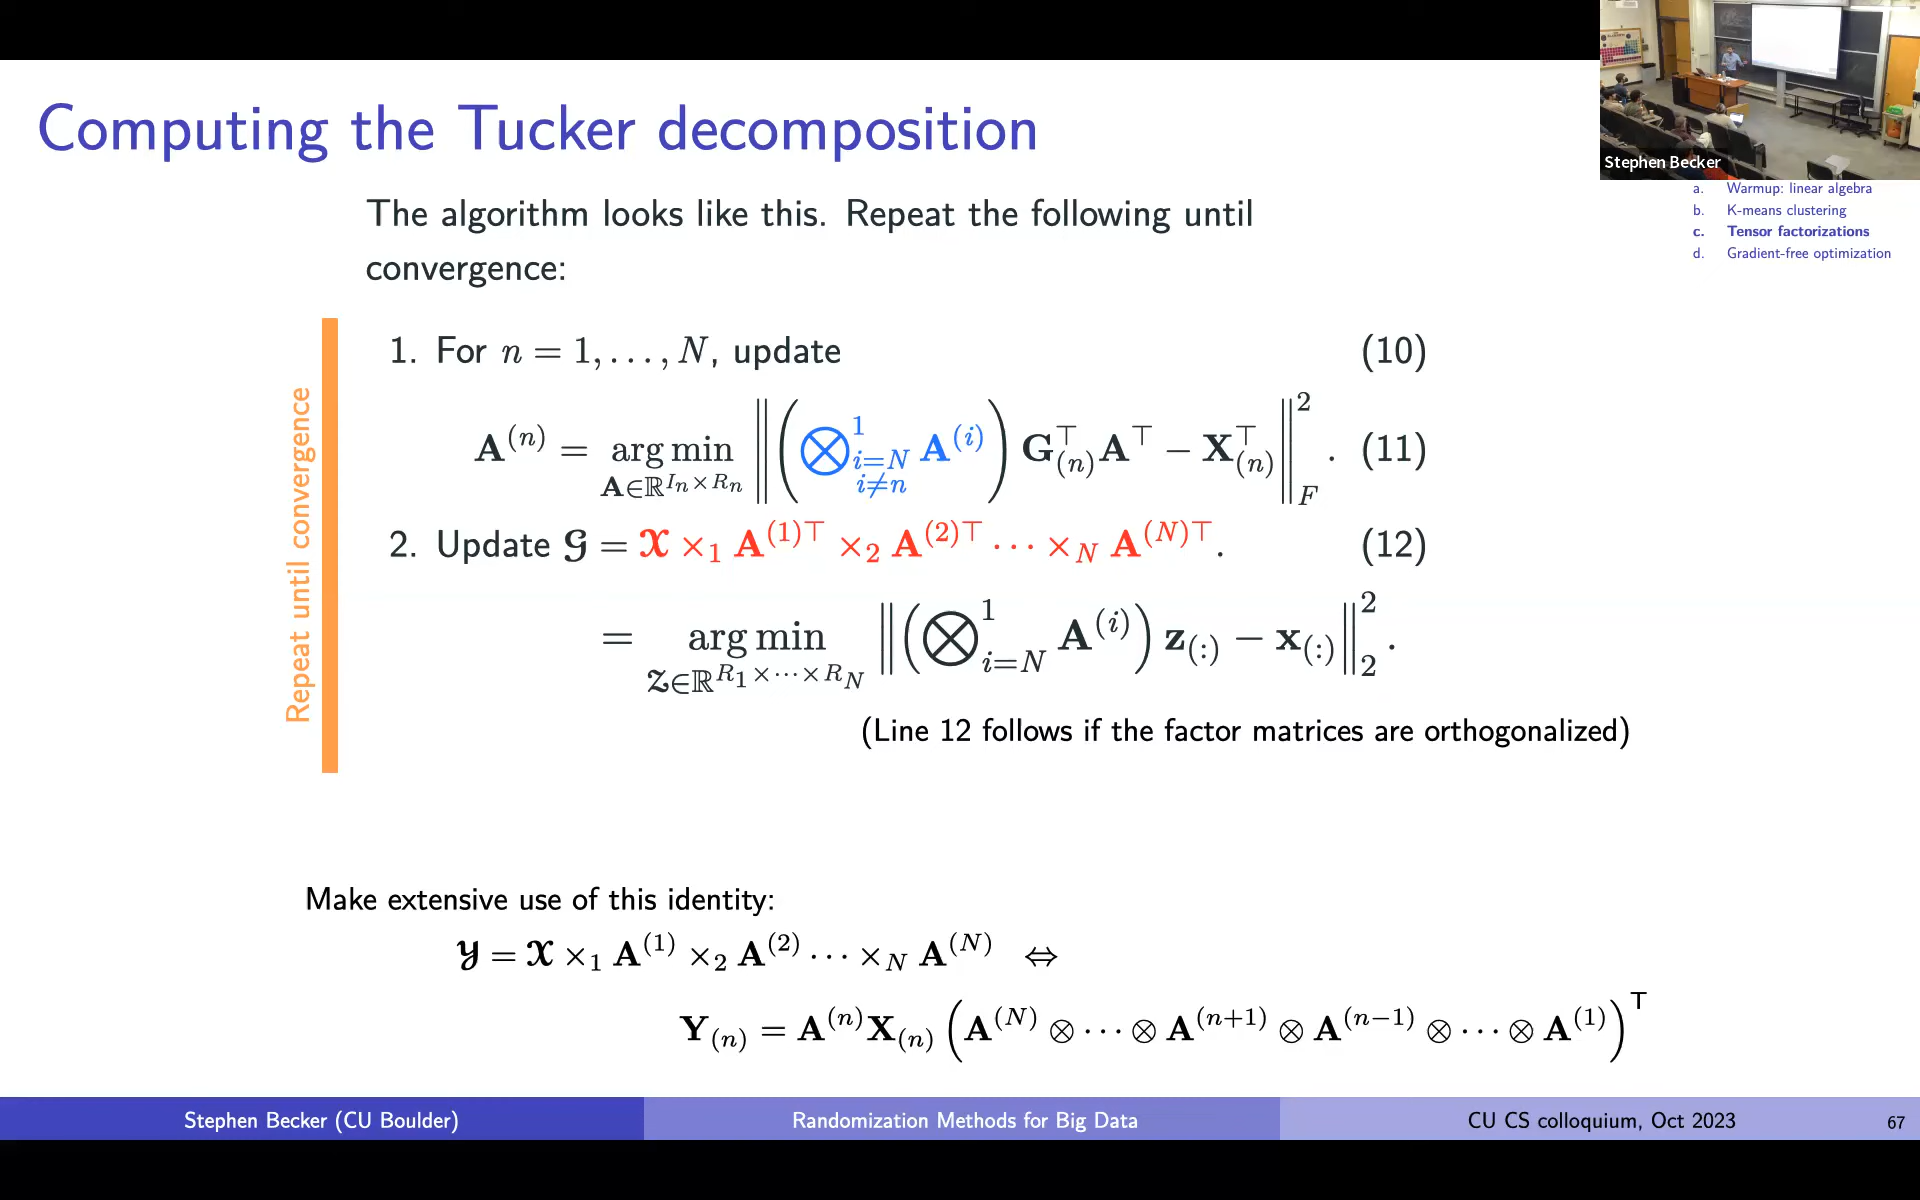 Computing the Tucker decomposition
Stephen Becker
a. Warmup: linear algebra
b. K-means clustering
c. Tensor factorizations
d. Gradient-free optimization
The algorithm looks like this. Repeat the following until
convergence:
Repeat until convergence
1. For n = 1, . . . , N, update (10)
A^(n) = arg min_{A∈ℝ^{I_n×R_n}} ‖(⊗^1_{i=N, i≠n} A^(i)) G^⊤_(n) A^⊤ − X^⊤_(n)‖^2_F . (11)
2. Update 𝒢 = 𝒳 ×_1 A^(1)⊤ ×_2 A^(2)⊤ ··· ×_N A^(N)⊤. (12)
= arg min_{𝒵∈ℝ^{R_1×···×R_N}} ‖(⊗^1_{i=N} A^(i)) z_(:) − x_(:)‖^2_2 .
(Line 12 follows if the factor matrices are orthogonalized)
Make extensive use of this identity:
𝒴 = 𝒳 ×_1 A^(1) ×_2 A^(2) ··· ×_N A^(N) ⇔
Y_(n) = A^(n) X_(n) (A^(N) ⊗ ··· ⊗ A^(n+1) ⊗ A^(n−1) ⊗ ··· ⊗ A^(1))^⊤
Stephen Becker (CU Boulder) Randomization Methods for Big Data CU CS colloquium, Oct 2023 67